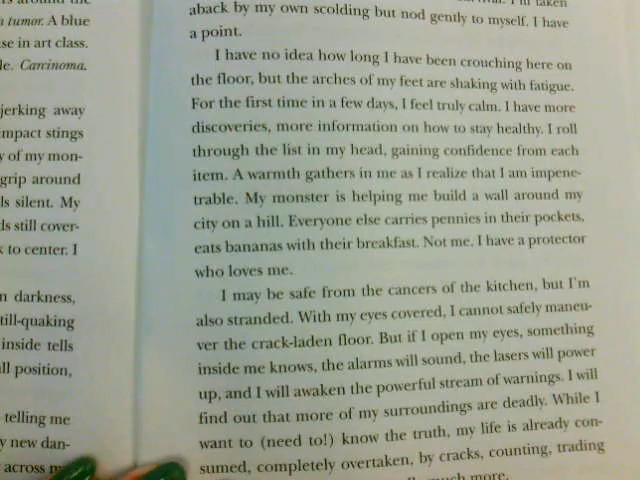 tumor. A blue
se in art class.
le. Carcinoma.
jerking away
mpact stings
y of my mon-
grip around
ls silent. My
ds still cover-
to center. I
n darkness,
till-quaking
inside tells
ll position,
telling me
y new dan-
across
aback by my own scolding but nod gently to myself. I have
a point.
I have no idea how long I have been crouching here on
the floor, but the arches of my feet are shaking with fatigue.
For the first time in a few days, I feel truly calm. I have more
discoveries, more information on how to stay healthy. I roll
through the list in my head, gaining confidence from each
item. A warmth gathers in me as I realize that I am impene-
trable. My monster is helping me build a wall around my
city on a hill. Everyone else carries pennies in their pockets,
eats bananas with their breakfast. Not me. I have a protector
who loves me.
I may be safe from the cancers of the kitchen, but I'm
also stranded. With my eyes covered, I cannot safely maneu-
ver the crack-laden floor. But if I open my eyes, something
inside me knows, the alarms will sound, the lasers will power
up, and I will awaken the powerful stream of warnings. I will
find out that more of my surroundings are deadly. While I
want to (need to!) know the truth, my life is already con-
sumed, completely overtaken, by cracks, counting, trading
much more.